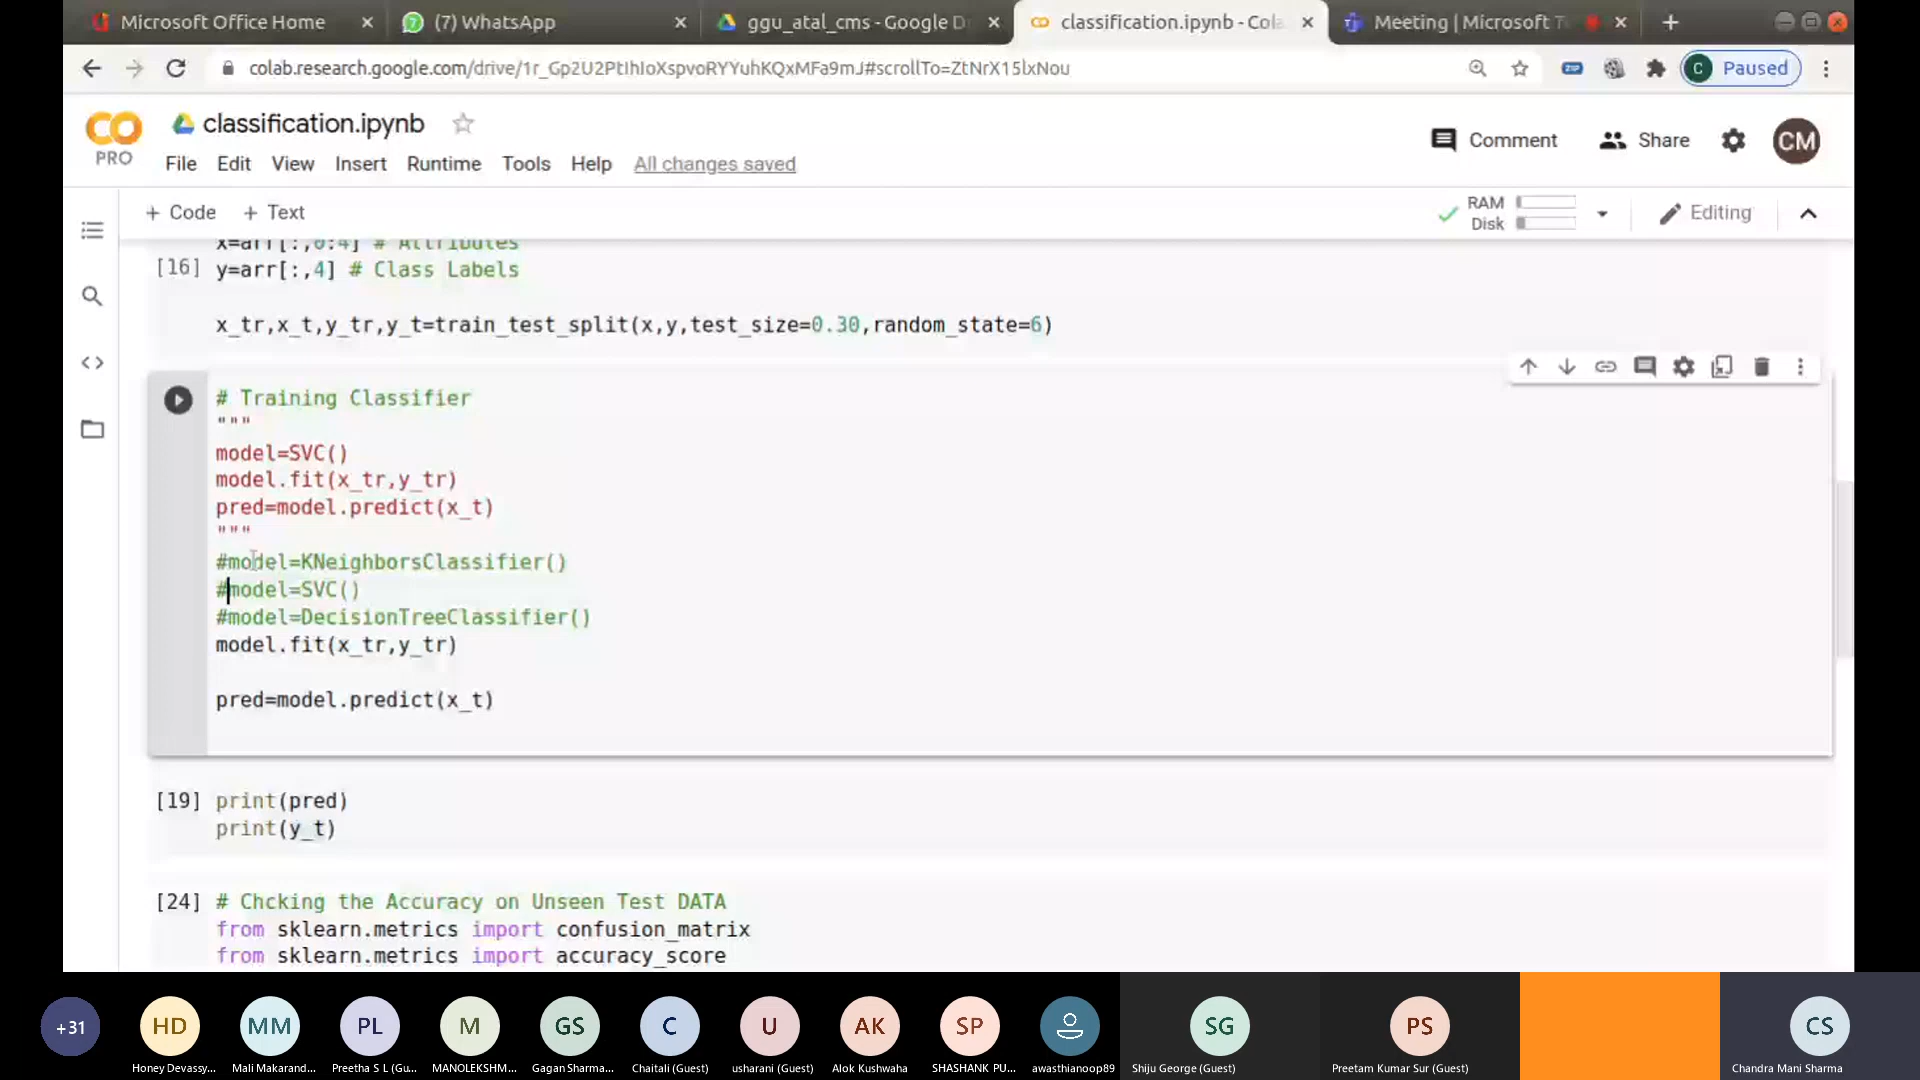 Microsoft Office Home
(7) WhatsApp
ggu_atal_cms - Google D
classification.ipynb - Cola
Meeting | Microsoft T
colab.research.google.com/drive/1r_Gp2U2PtIhIoXspvoRYYuhKQxMFa9mJ#scrollTo=ZtNrX15lxNou
ZIP
C Paused
CO
PRO
classification.ipynb
Comment
Share
CM
File Edit View Insert Runtime Tools Help All changes saved
+ Code + Text
RAM
Disk
Editing
x=arr[:,0:4] # Attributes
[16] y=arr[:,4] # Class Labels
x_tr,x_t,y_tr,y_t=train_test_split(x,y,test_size=0.30,random_state=6)
# Training Classifier
"""
model=SVC()
model.fit(x_tr,y_tr)
pred=model.predict(x_t)
"""
#model=KNeighborsClassifier()
#model=SVC()
#model=DecisionTreeClassifier()
model.fit(x_tr,y_tr)
pred=model.predict(x_t)
[19] print(pred)
print(y_t)
[24] # Chcking the Accuracy on Unseen Test DATA
from sklearn.metrics import confusion_matrix
from sklearn.metrics import accuracy_score
+31 HD MM PL M GS C U AK SP SG PS CS
Honey Devassy... Mali Makarand... Preetha S L (Gu... MANOLEKSHM... Gagan Sharma... Chaitali (Guest) usharani (Guest) Alok Kushwaha SHASHANK PU... awasthianoop89 Shiju George (Guest) Preetam Kumar Sur (Guest) Chandra Mani Sharma